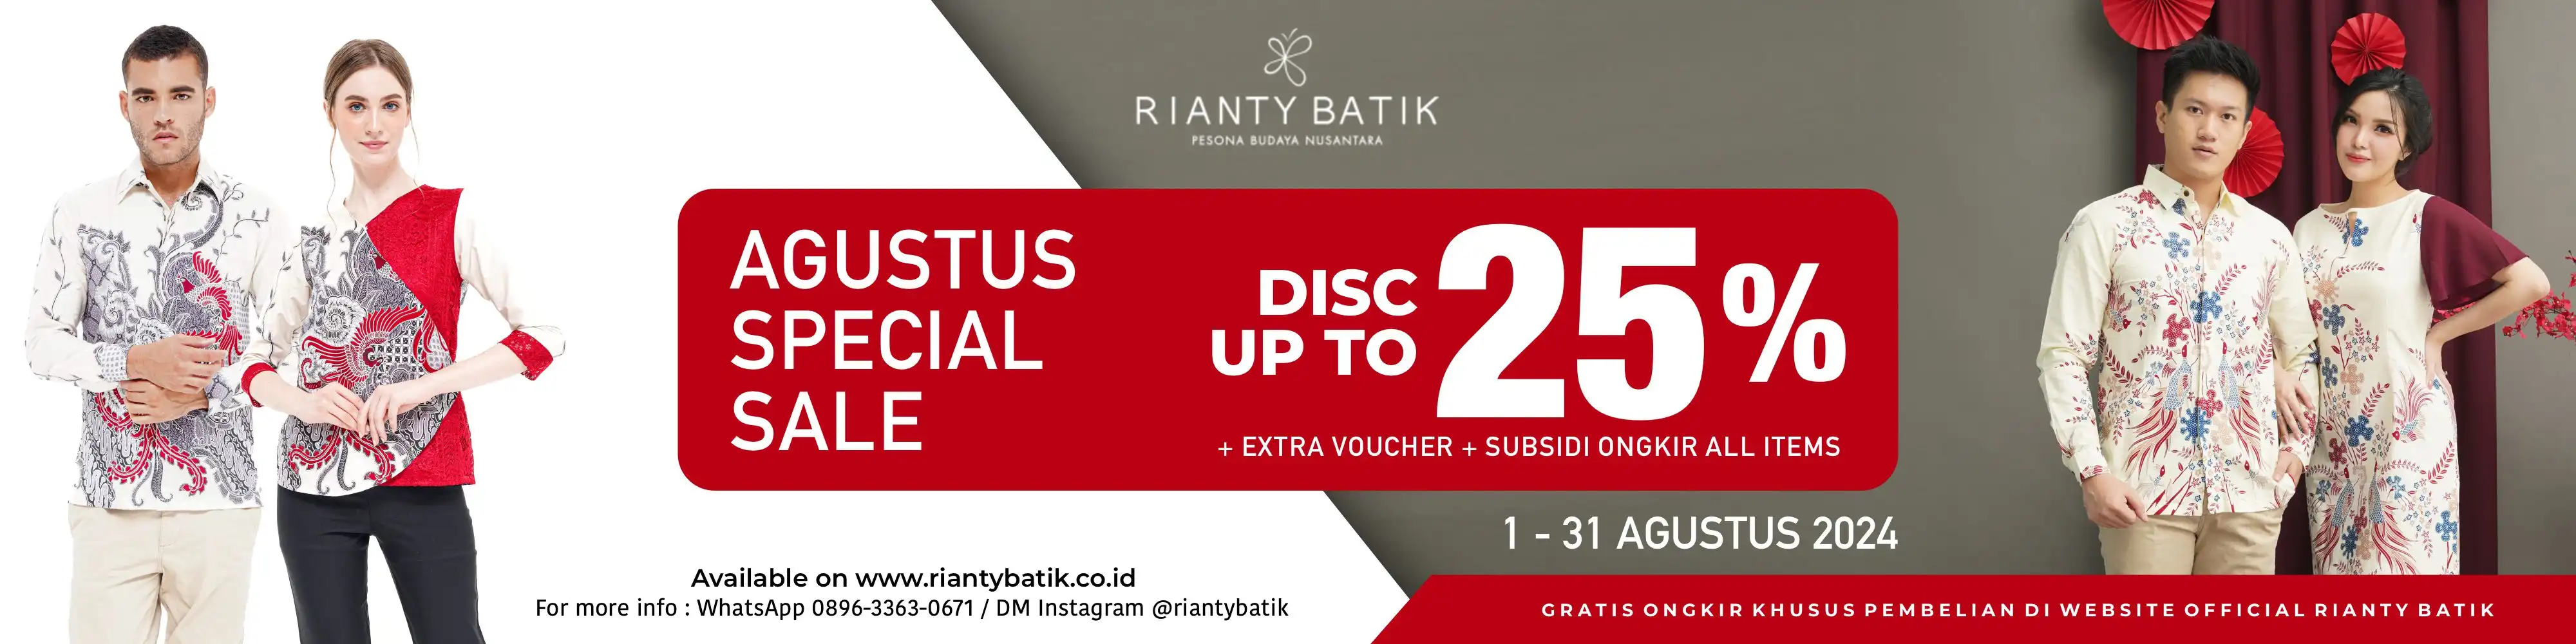 RIANTY BATIK
PESONA BUDAYA NUSANTARA
AGUSTUS
SPECIAL
SALE
DISC
UP TO
25%
+ EXTRA VOUCHER + SUBSIDI ONGKIR ALL ITEMS
1 - 31 AGUSTUS 2024
Available on www.riantybatik.co.id
For more info : WhatsApp 0896-3363-0671 / DM Instagram @riantybatik
GRATIS ONGKIR KHUSUS PEMBELIAN DI WEBSITE OFFICIAL RIANTY BATIK